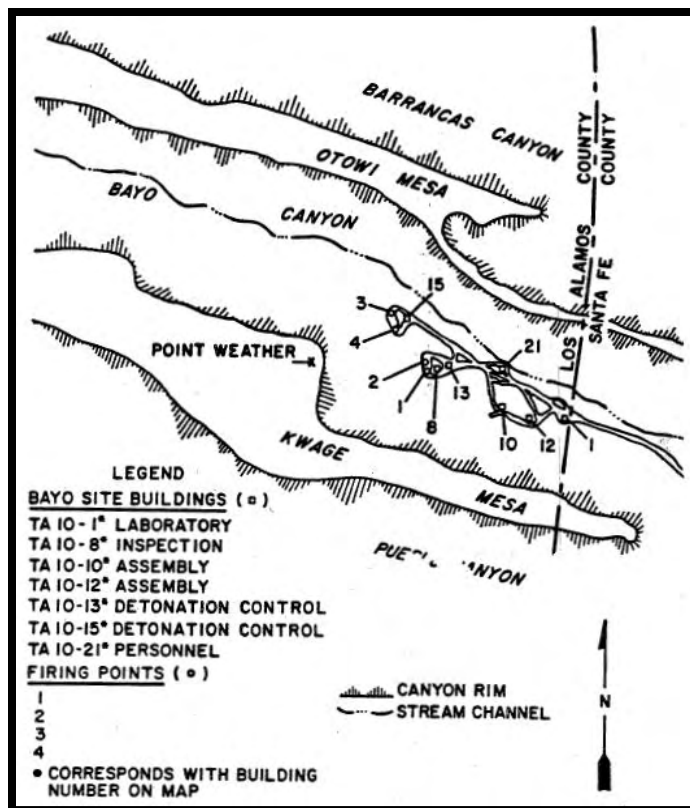 BARRANCAS CANYON
OTOWI MESA
BAYO CANYON
LOS ALAMOS COUNTY
SANTA FE COUNTY
3
15
4
POINT WEATHER
21
2
13
1
8
10
12
1
KWAGE MESA
CANYON
LEGEND
BAYO SITE BUILDINGS (▫)
TA 10-1* LABORATORY
TA 10-8* INSPECTION
TA 10-10* ASSEMBLY
TA 10-12* ASSEMBLY
TA 10-13* DETONATION CONTROL
TA 10-15* DETONATION CONTROL
TA 10-21* PERSONNEL
FIRING POINTS (o)
1
2
3
4
* CORRESPONDS WITH BUILDING
NUMBER ON MAP
CANYON RIM
STREAM CHANNEL
N